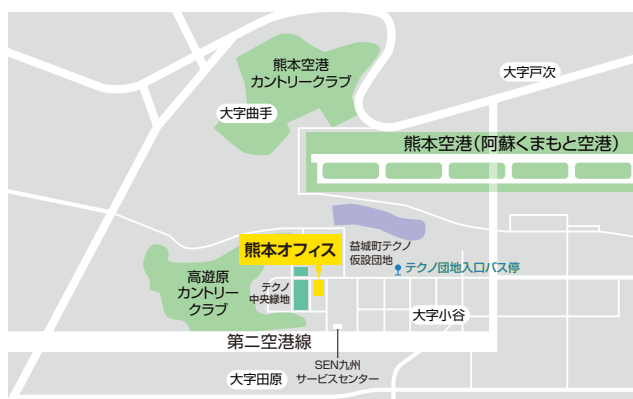 熊本空港
カントリークラブ
大字戸次
大字曲手
熊本空港(阿蘇くまもと空港)
熊本オフィス
益城町テクノ
仮設団地
テクノ団地入口バス停
高遊原
カントリー
クラブ
テクノ
中央緑地
大字小谷
第二空港線
SEN九州
サービスセンター
大字田原